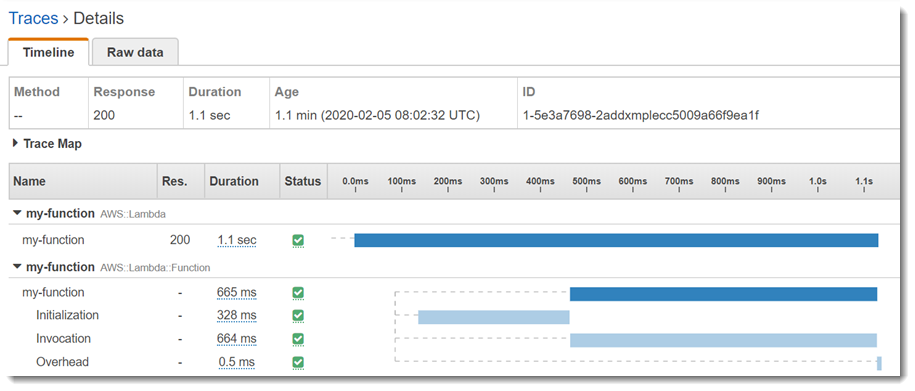 Traces › Details
Timeline Raw data
Method Response Duration Age ID
-- 200 1.1 sec 1.1 min (2020-02-05 08:02:32 UTC) 1-5e3a7698-2addxmplecc5009a66f9ea1f
Trace Map
Name Res. Duration Status 0.0ms 100ms 200ms 300ms 400ms 500ms 600ms 700ms 800ms 900ms 1.0s 1.1s
my-function AWS::Lambda
my-function 200 1.1 sec
my-function AWS::Lambda::Function
my-function - 665 ms
Initialization - 328 ms
Invocation - 664 ms
Overhead - 0.5 ms